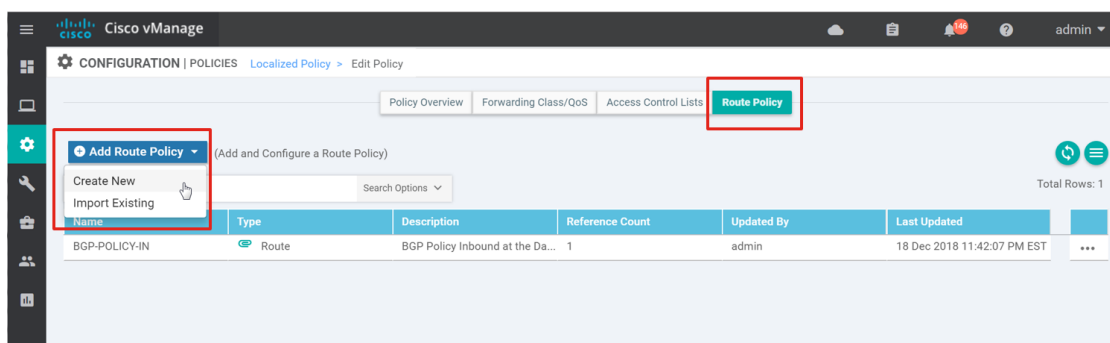 cisco Cisco vManage 146 admin
CONFIGURATION | POLICIES Localized Policy > Edit Policy
Policy Overview Forwarding Class/QoS Access Control Lists Route Policy
Add Route Policy (Add and Configure a Route Policy)
Create New Search Options Total Rows: 1
Import Existing
Name Type Description Reference Count Updated By Last Updated
BGP-POLICY-IN Route BGP Policy Inbound at the Da... 1 admin 18 Dec 2018 11:42:07 PM EST ...